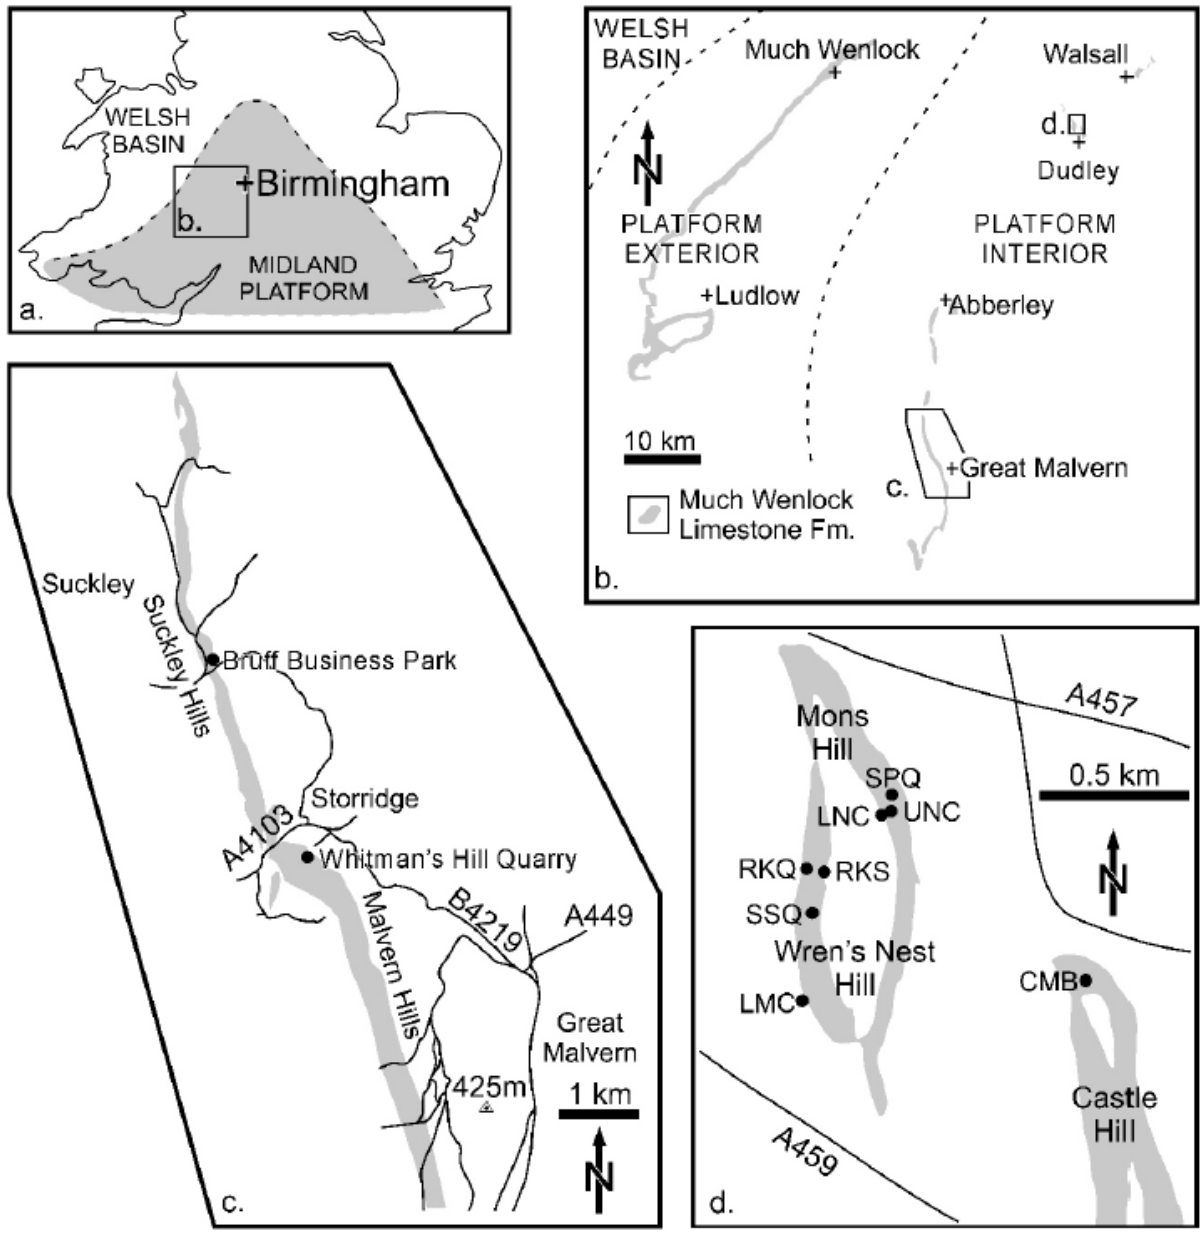 WELSH
BASIN
Birmingham
b.
MIDLAND
PLATFORM
a.
WELSH
BASIN
Much Wenlock
Walsall
d.
Dudley
N
PLATFORM
EXTERIOR
PLATFORM
INTERIOR
Ludlow
Abberley
10 km
Great Malvern
c.
Much Wenlock
Limestone Fm.
b.
Suckley
Suckley Hills
Bruff Business Park
Storridge
A4103
Whitman's Hill Quarry
Malvern Hills
B4219
A449
Great
Malvern
425m
1 km
N
c.
A457
Mons
Hill
0.5 km
SPQ
LNC
UNC
N
RKQ
RKS
SSQ
Wren's Nest
Hill
CMB
LMC
Castle
Hill
A459
d.